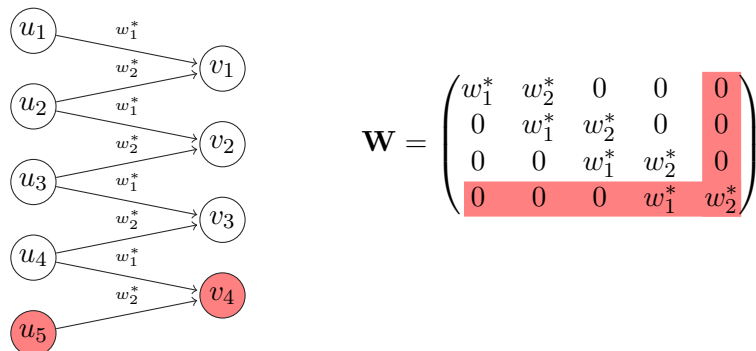 u₁
w₁*
w₂*
v₁
u₂
w₁*
w₂*
v₂
u₃
w₁*
w₂*
v₃
u₄
w₁*
w₂*
v₄
u₅
W = ( w₁* w₂* 0 0 0
0 w₁* w₂* 0 0
0 0 w₁* w₂* 0
0 0 0 w₁* w₂* )